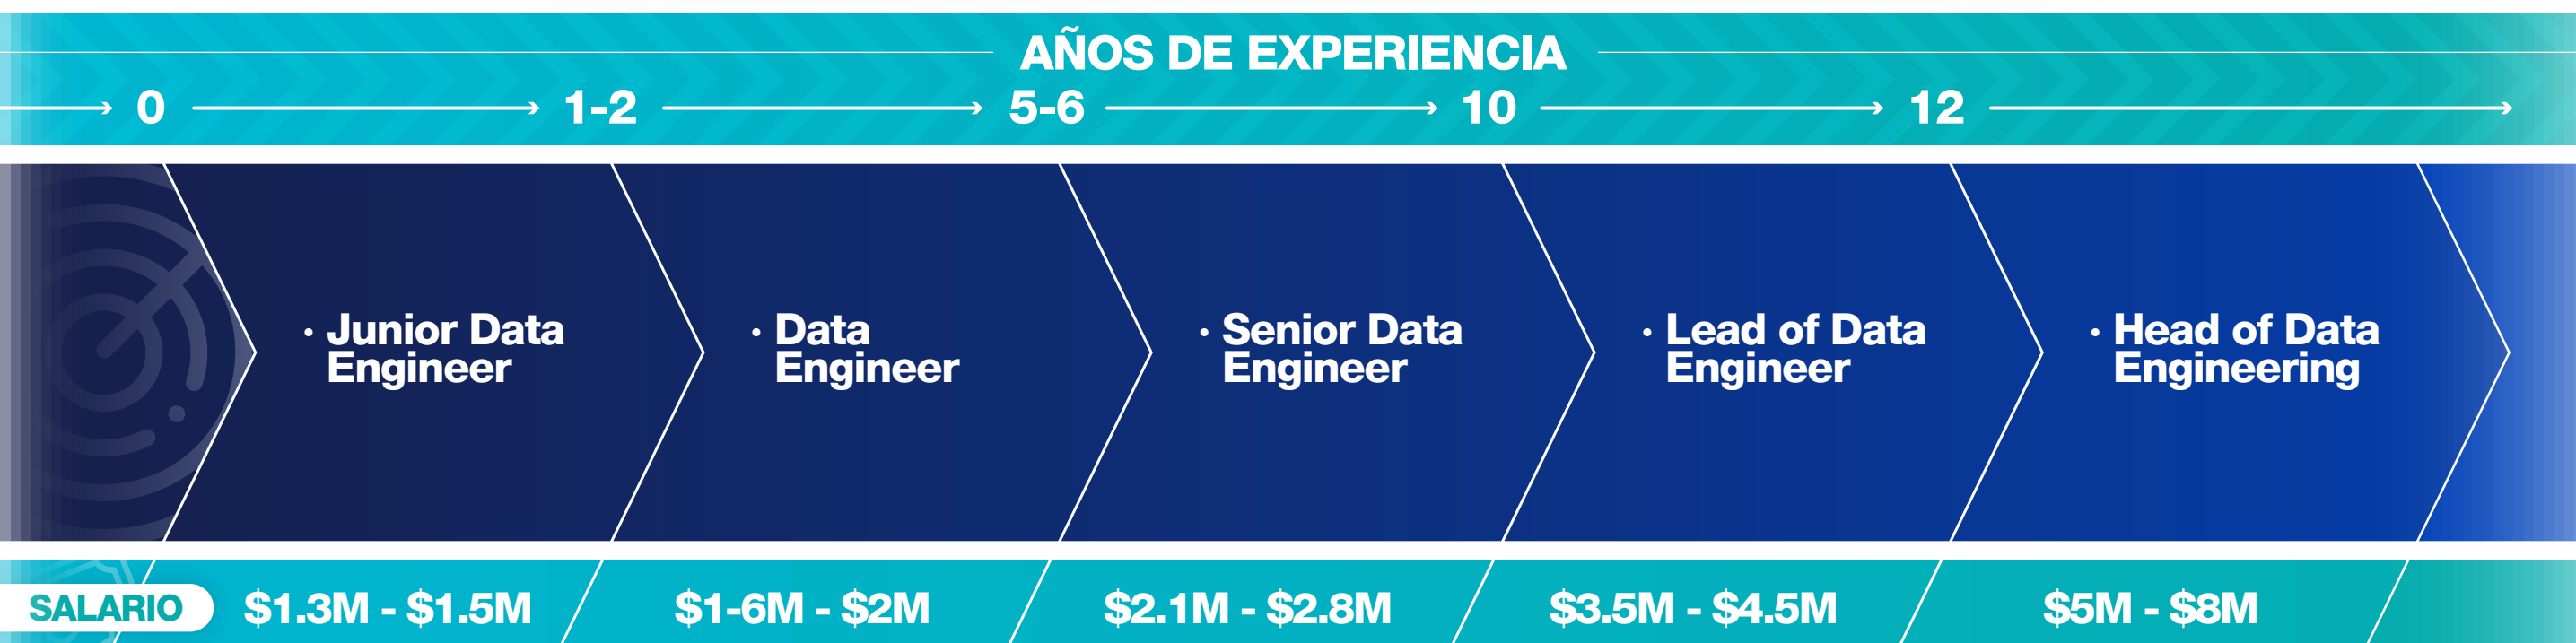 AÑOS DE EXPERIENCIA
0 1-2 5-6 10 12
· Junior Data
Engineer
· Data
Engineer
· Senior Data
Engineer
· Lead of Data
Engineer
· Head of Data
Engineering
SALARIO $1.3M - $1.5M $1-6M - $2M $2.1M - $2.8M $3.5M - $4.5M $5M - $8M